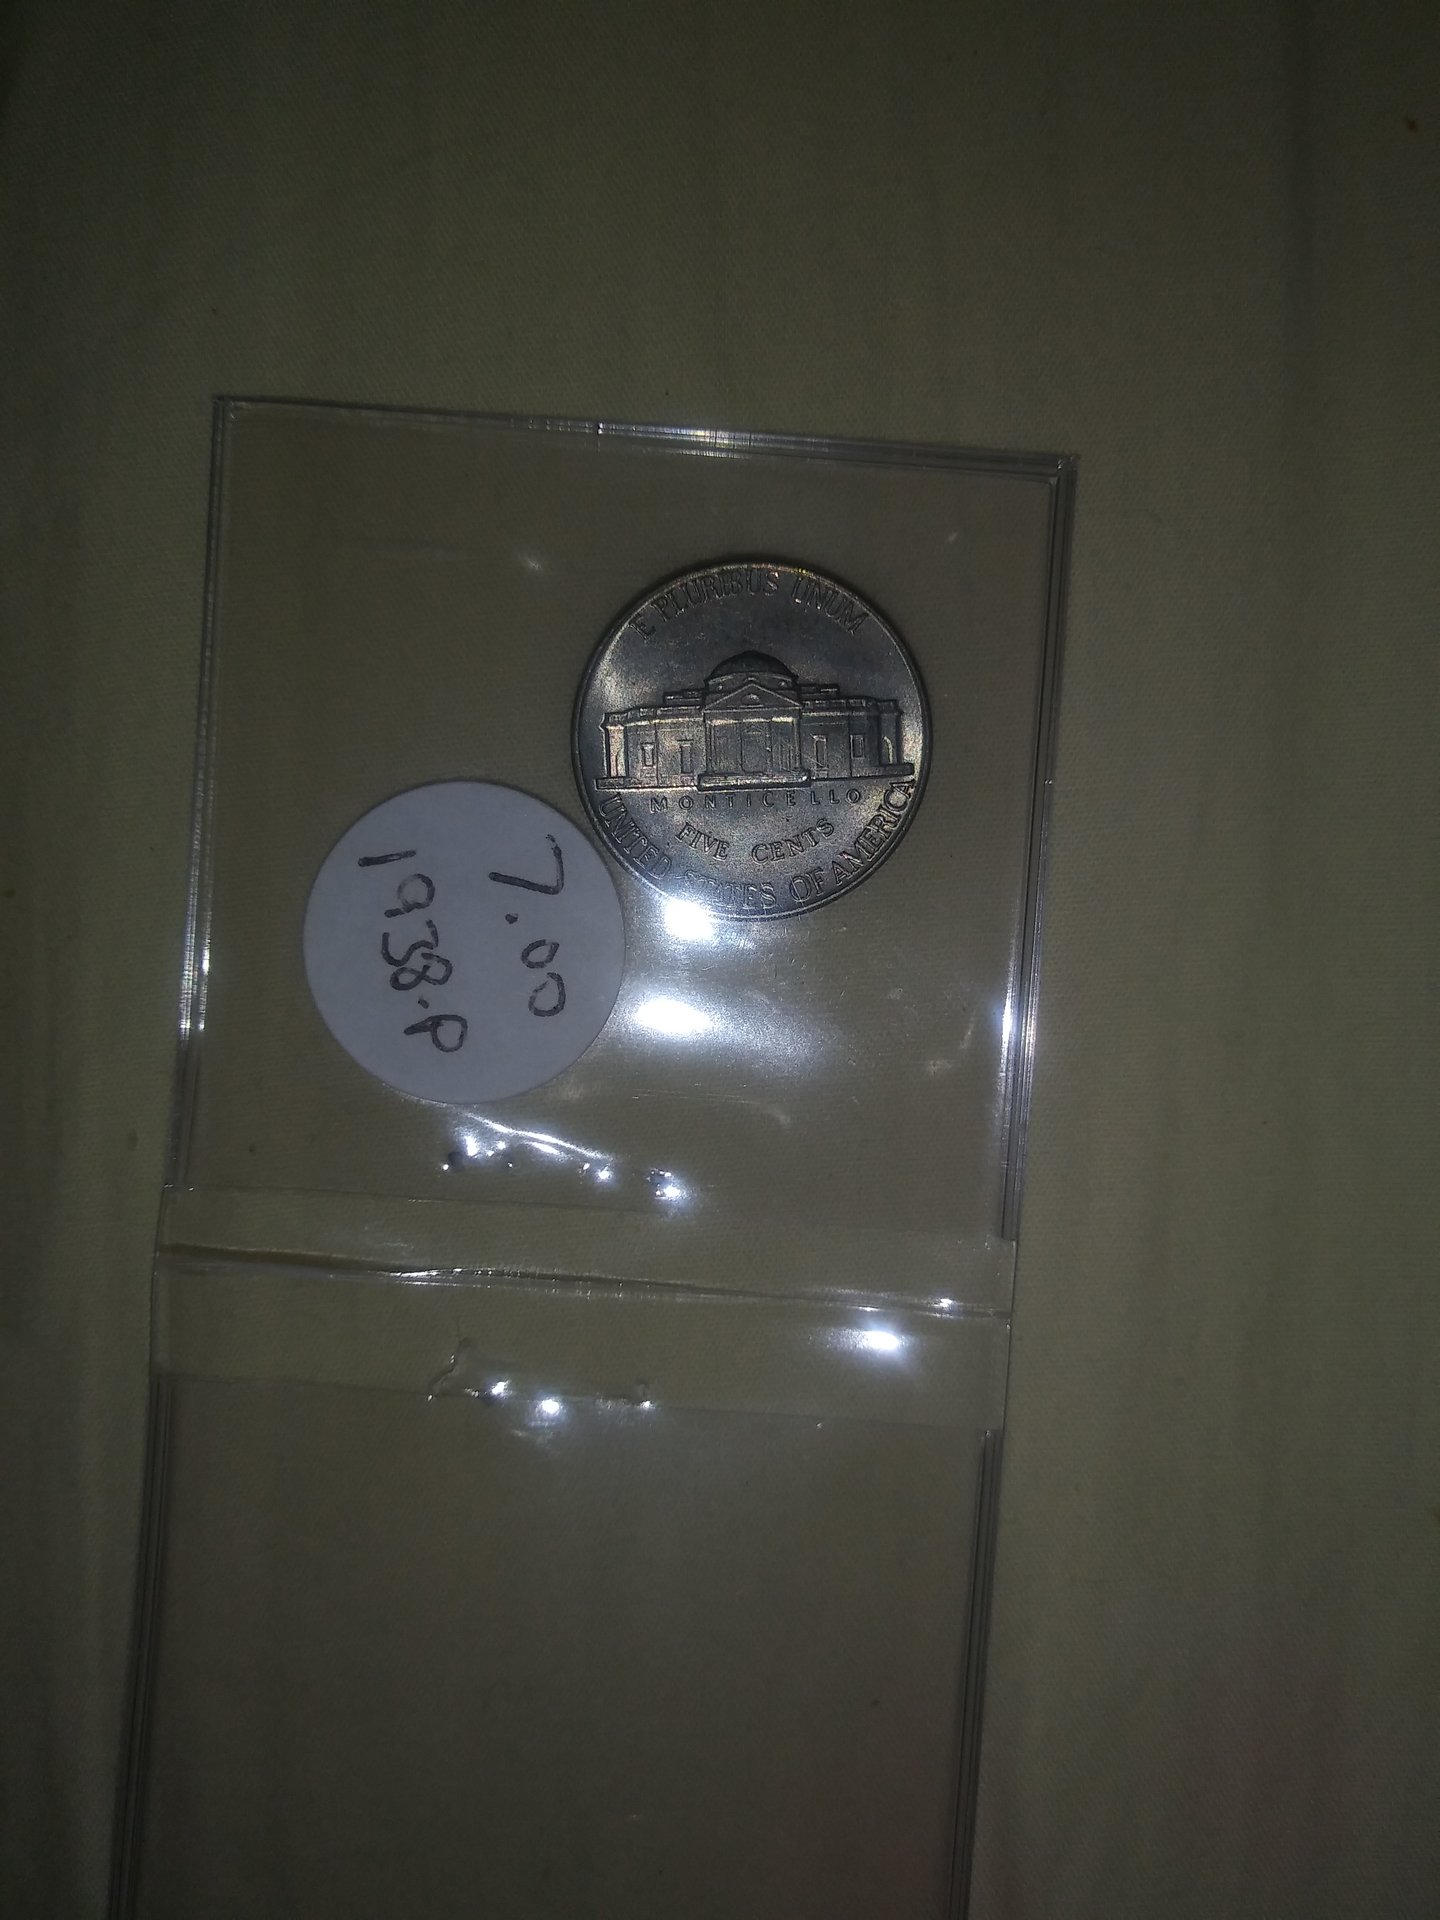 E PLURIBUS UNUM
MONTICELLO
FIVE CENTS
UNITED STATES OF AMERICA
7.00
1938.P